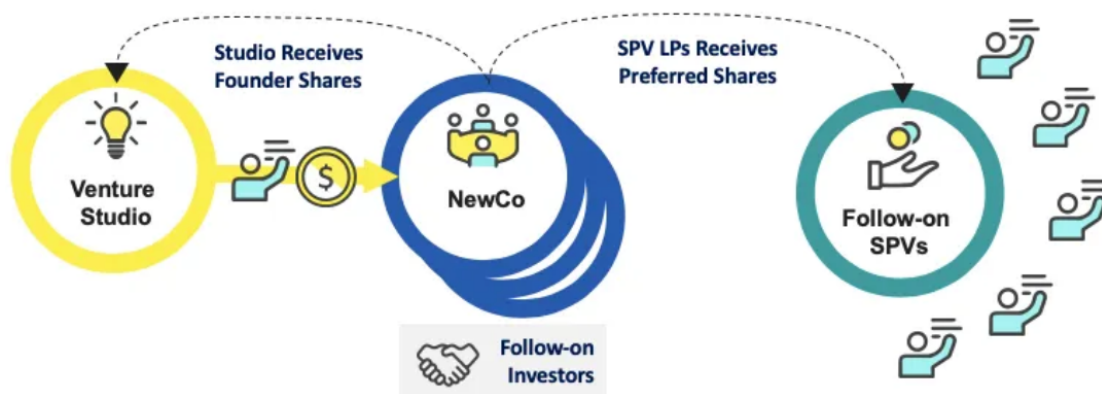 Studio Receives
Founder Shares
SPV LPs Receives
Preferred Shares
Venture
Studio
$
NewCo
Follow-on
SPVs
Follow-on
Investors